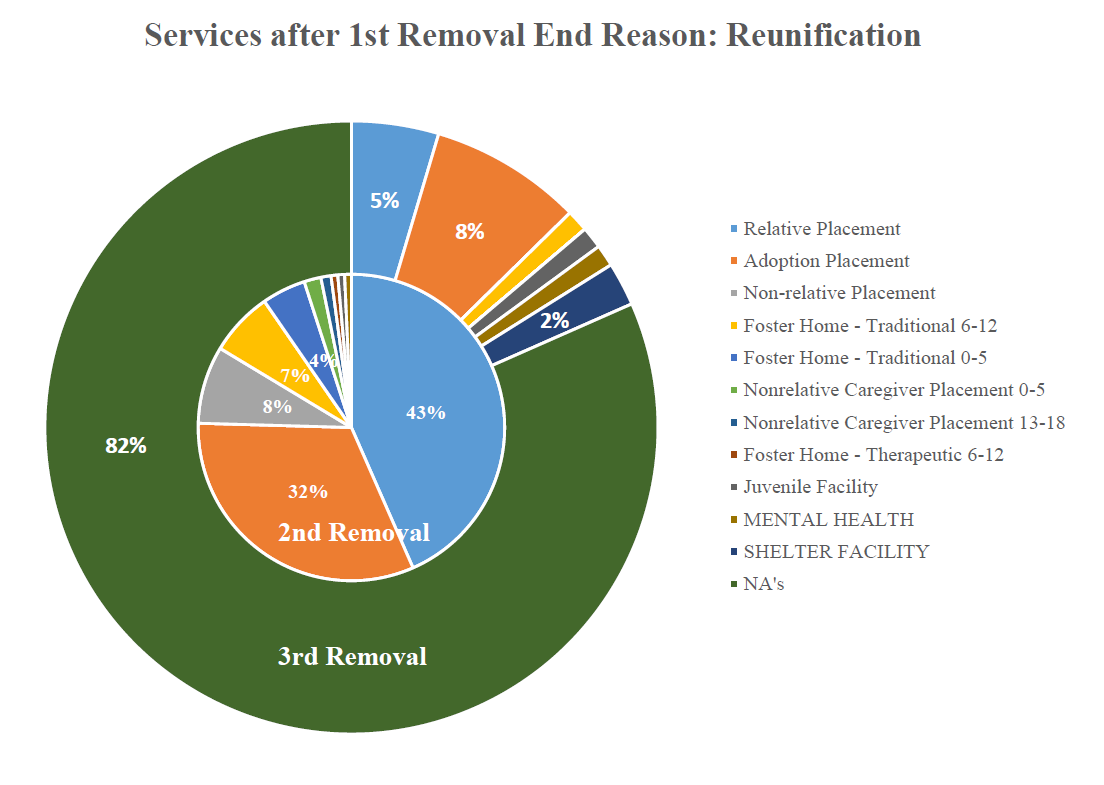 Services after 1st Removal End Reason: Reunification
5%
8%
2%
82%
43%
32%
8%
7%
4%
2nd Removal
3rd Removal
Relative Placement
Adoption Placement
Non-relative Placement
Foster Home - Traditional 6-12
Foster Home - Traditional 0-5
Nonrelative Caregiver Placement 0-5
Nonrelative Caregiver Placement 13-18
Foster Home - Therapeutic 6-12
Juvenile Facility
MENTAL HEALTH
SHELTER FACILITY
NA's